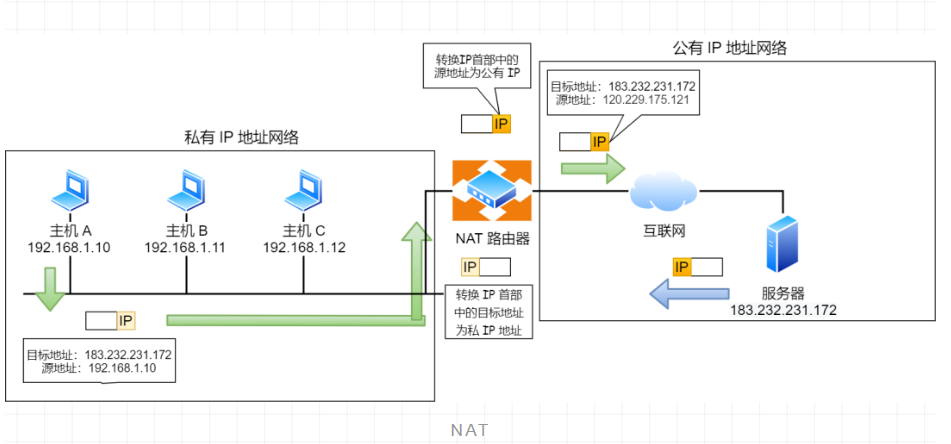 公有 IP 地址网络
转换IP首部中的
源地址为公有 IP
目标地址：183.232.231.172
源地址：120.229.175.121
IP
IP
私有 IP 地址网络
主机 A
192.168.1.10
主机 B
192.168.1.11
主机 C
192.168.1.12
NAT 路由器
互联网
IP
IP
服务器
183.232.231.172
转换 IP 首部
中的目标地址
为私 IP 地址
IP
目标地址：183.232.231.172
源地址：192.168.1.10
NAT